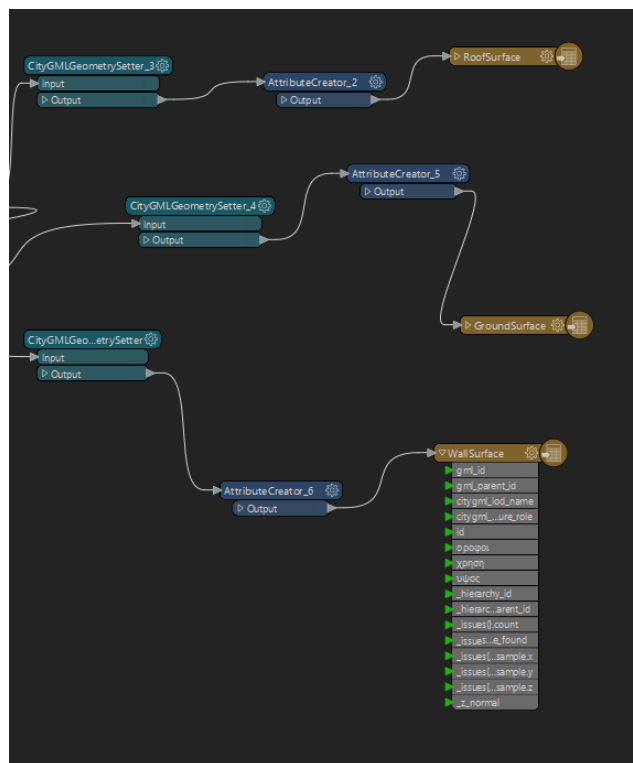 CityGMLGeometrySetter_3
Input
Output
AttributeCreator_2
Output
RoofSurface
CityGMLGeometrySetter_4
Input
Output
AttributeCreator_5
Output
GroundSurface
CityGMLGeo...etrySetter
Input
Output
AttributeCreator_6
Output
WallSurface
gml_id
gml_parent_id
citygml_lod_name
citygml_...ure_role
id
οροφοι
χρηση
υψος
_hierarchy_id
_hierarc...arent_id
_issues{}.count
_issues...e_found
_issues{...sample.x
_issues{...sample.y
_issues{...sample.z
_z_normal